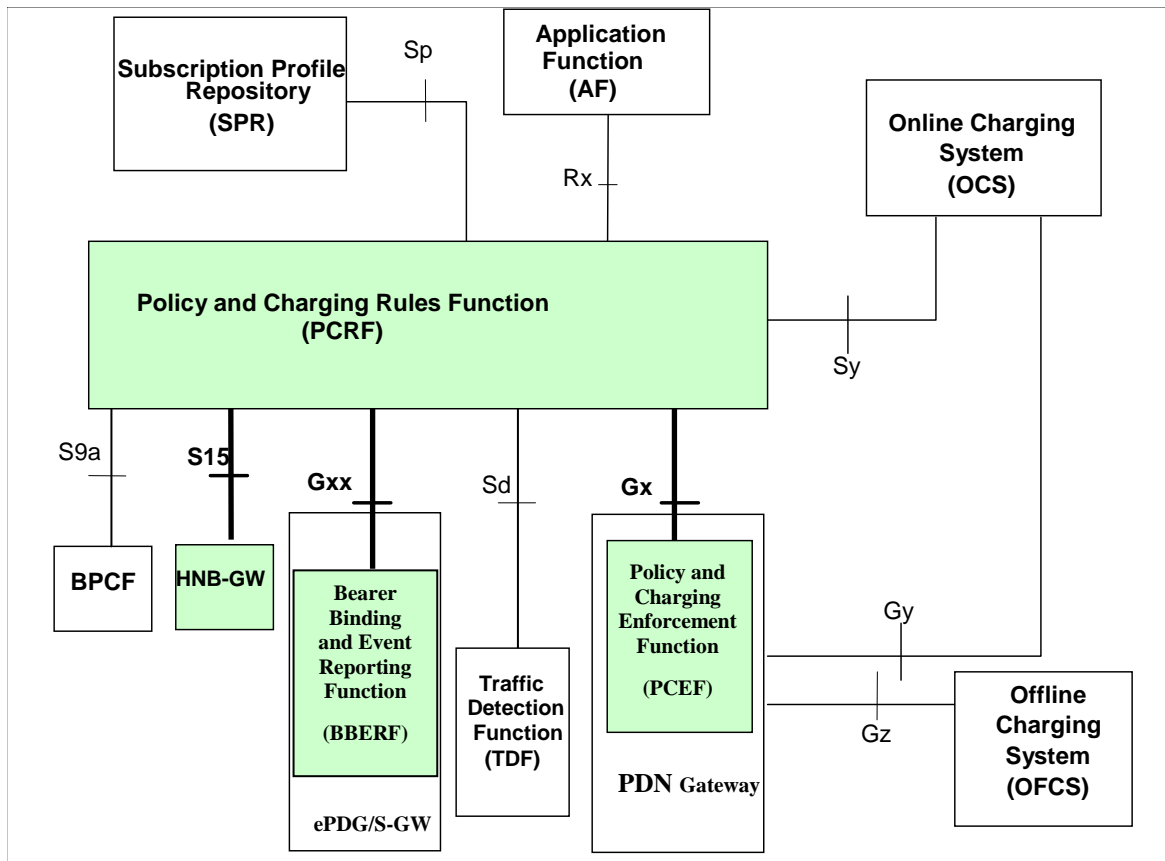 Subscription Profile
Repository
(SPR)
Sp
Application
Function
(AF)
Online Charging
System
(OCS)
Rx
Policy and Charging Rules Function
(PCRF)
Sy
S9a
S15
Gxx
Sd
Gx
BPCF
HNB-GW
Bearer
Binding
and Event
Reporting
Function
(BBERF)
ePDG/S-GW
Traffic
Detection
Function
(TDF)
Policy and
Charging
Enforcement
Function
(PCEF)
PDN Gateway
Gy
Gz
Offline
Charging
System
(OFCS)